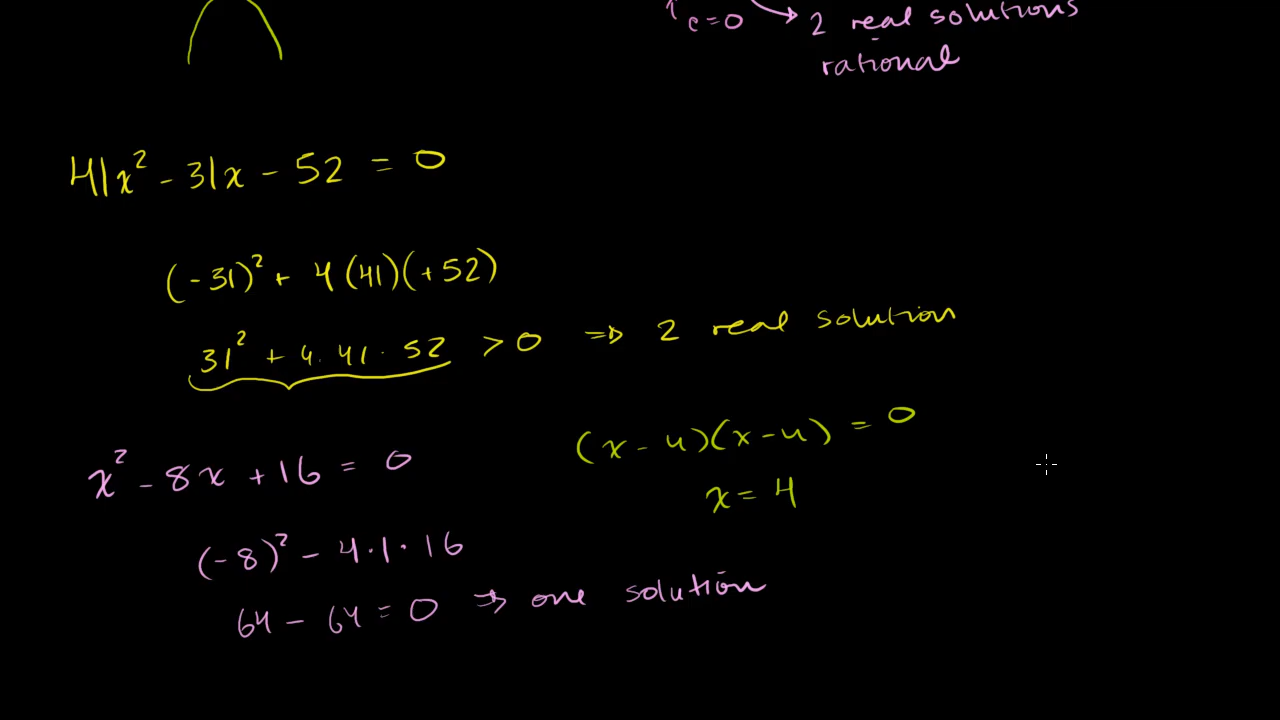 c=0 → 2 real solutions
rational
41x² - 31x - 52 = 0
(-31)² + 4(41)(+52)
31² + 4·41·52 > 0 ⇒ 2 real solution
(x-4)(x-4) = 0
x = 4
x² - 8x + 16 = 0
(-8)² - 4·1·16
64 - 64 = 0 ⇒ one solution